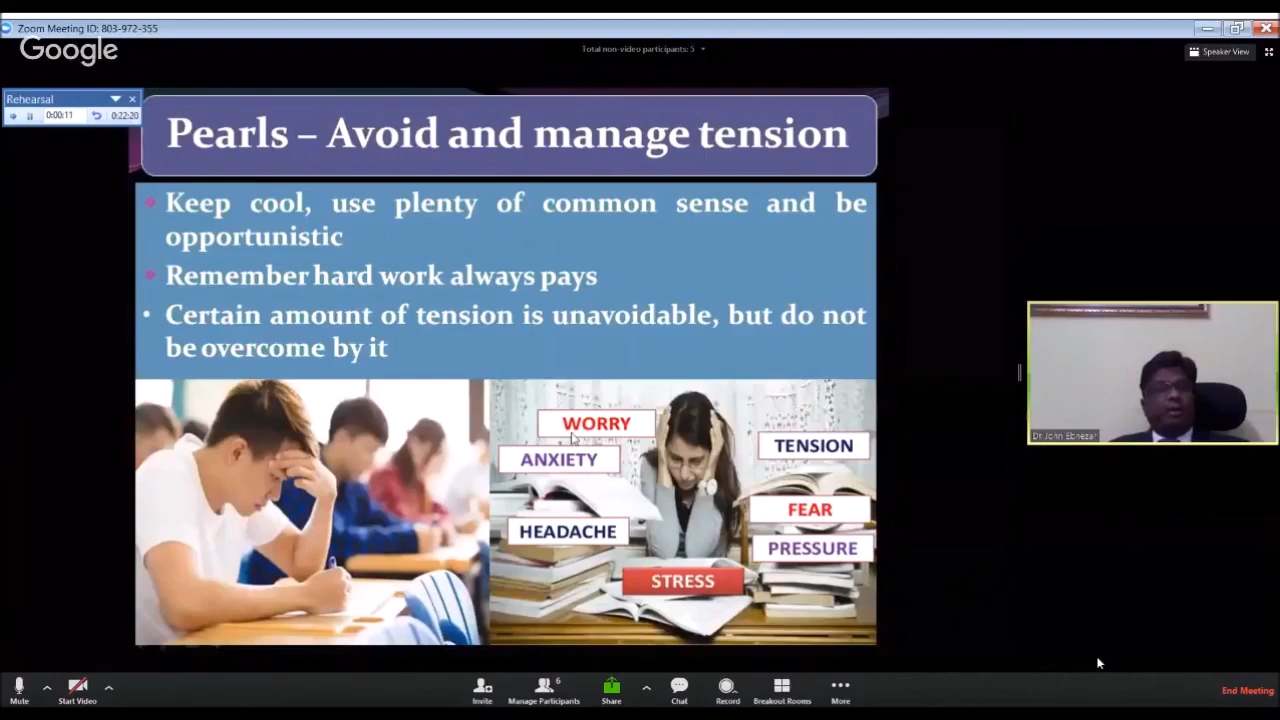 Zoom Meeting ID: 803-972-355
Google
Total non-video participants: 5
Speaker View
Rehearsal
0:00:11 0:22:20
Pearls – Avoid and manage tension
• Keep cool, use plenty of common sense and be
opportunistic
• Remember hard work always pays
• Certain amount of tension is unavoidable, but do not
be overcome by it
WORRY
ANXIETY
HEADACHE
STRESS
TENSION
FEAR
PRESSURE
Dr John Ebnezar
Mute
Start Video
Invite
6
Manage Participants
Share
Chat
Record
Breakout Rooms
More
End Meeting